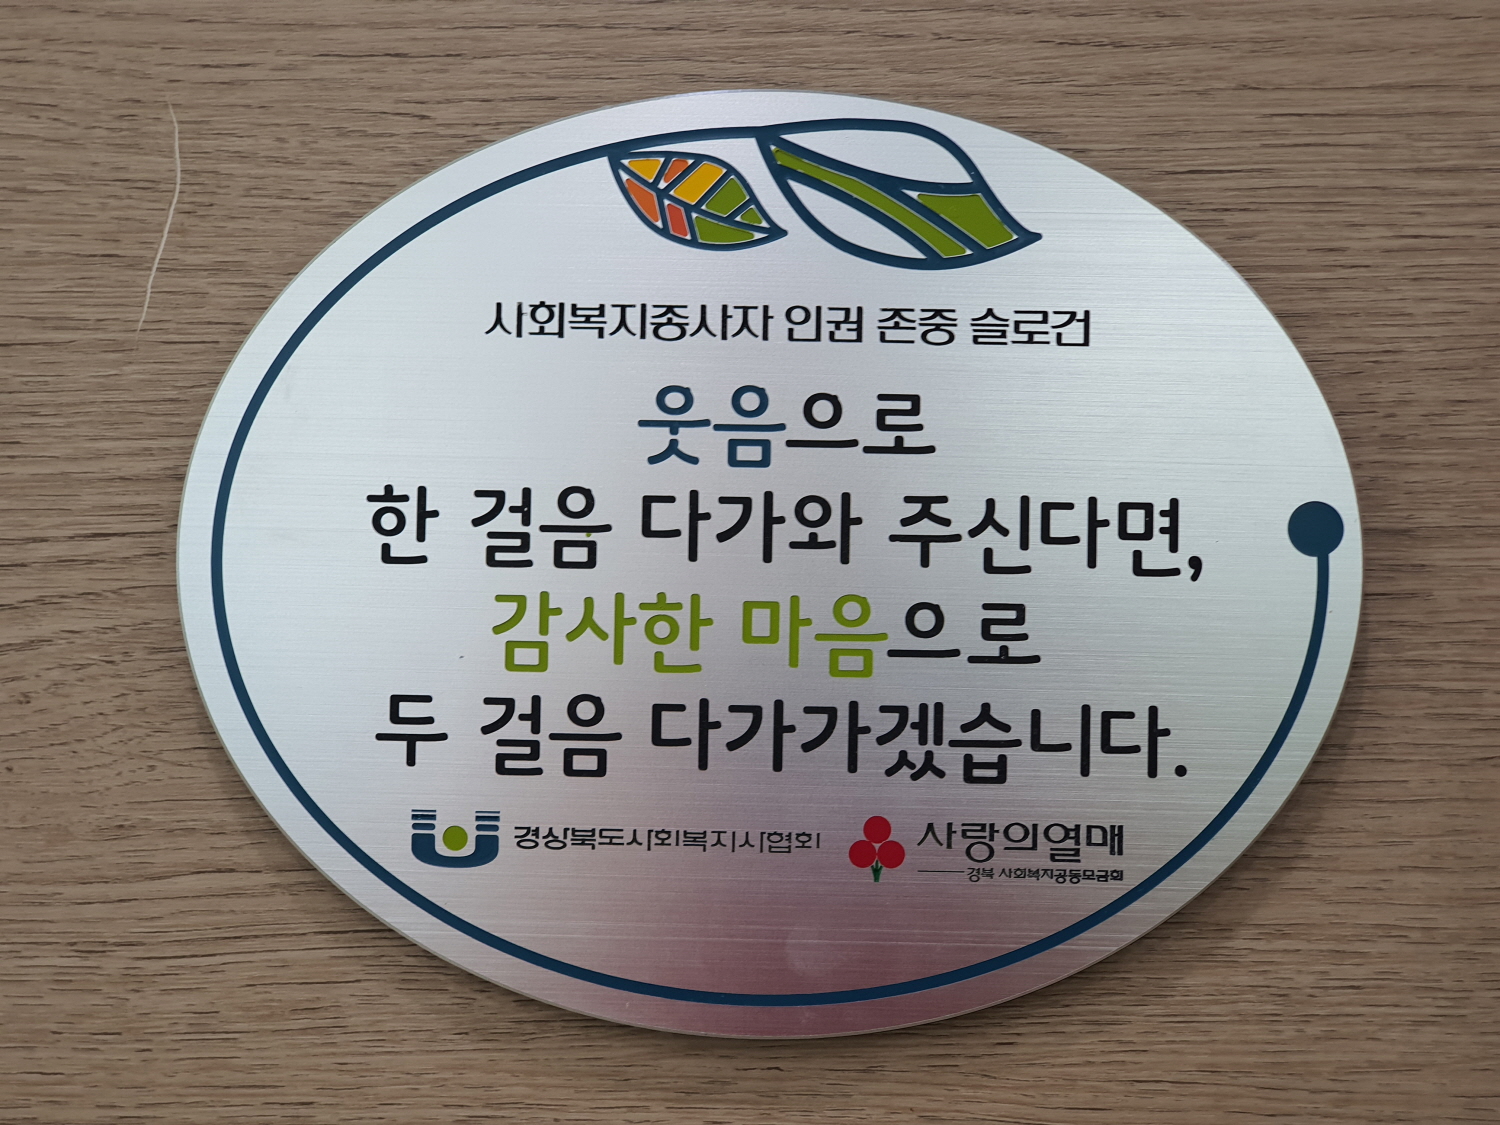 사회복지종사자 인권 존중 슬로건
웃음으로
한 걸음 다가와 주신다면,
감사한 마음으로
두 걸음 다가가겠습니다.
경상북도사회복지사협회
사랑의열매
경북 사회복지공동모금회